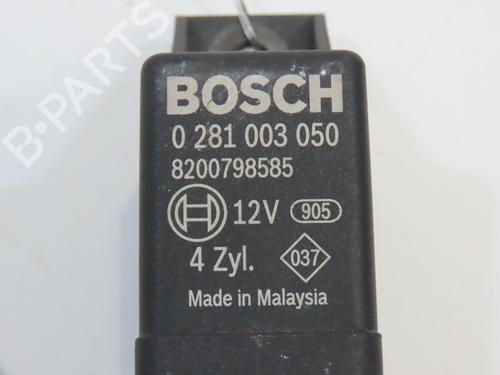 BOSCH
0 281 003 050
8200798585
12V 905
4 Zyl. 037
Made in Malaysia
B-PARTS